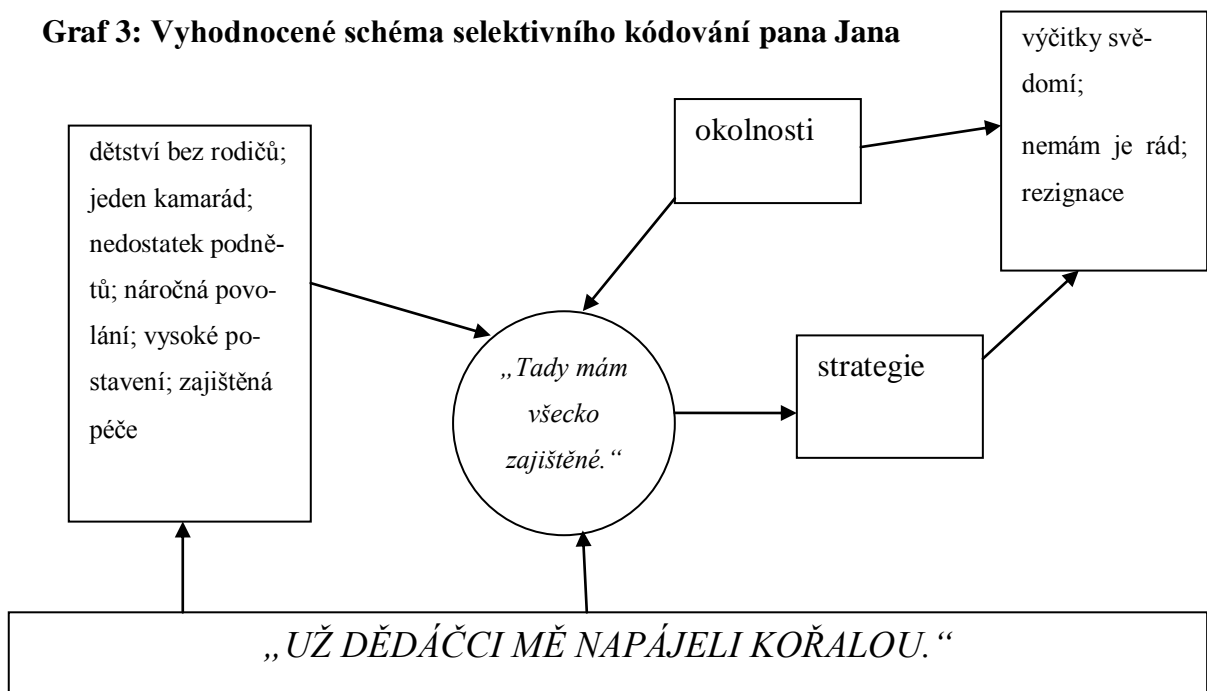 Graf 3: Vyhodnocené schéma selektivního kódování pana Jana
dětství bez rodičů;
jeden kamarád;
nedostatek podně-
tů; náročná povo-
lání; vysoké po-
stavení; zajištěná
péče
okolnosti
výčitky svě-
domí;
nemám je rád;
rezignace
„Tady mám
všecko
zajištěné.“
strategie
„UŽ DĚDÁČCI MĚ NAPÁJELI KOŘALOU.“